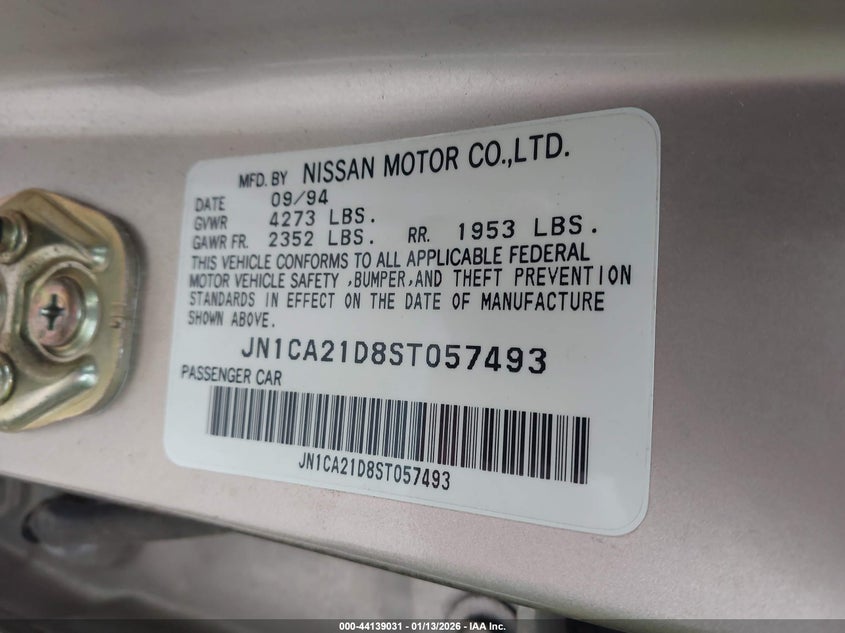 MFD. BY NISSAN MOTOR CO.,LTD.
DATE 09/94
GVWR 4273 LBS.
GAWR FR. 2352 LBS. RR. 1953 LBS.
THIS VEHICLE CONFORMS TO ALL APPLICABLE FEDERAL
MOTOR VEHICLE SAFETY ,BUMPER,AND THEFT PREVENTION
STANDARDS IN EFFECT ON THE DATE OF MANUFACTURE
SHOWN ABOVE.
JN1CA21D8ST057493
PASSENGER CAR
JN1CA21D8ST057493
000-44139031 - 01/13/2026 - IAA Inc.